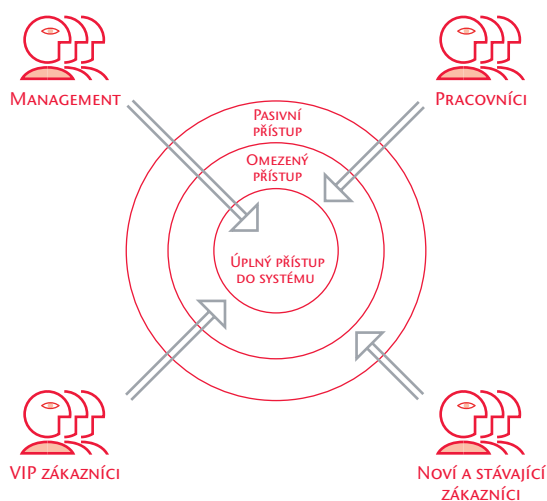 Management
Pracovníci
Pasivní
přístup
Omezený
přístup
Úplný přístup
do systému
VIP zákazníci
Noví a stávající
zákazníci